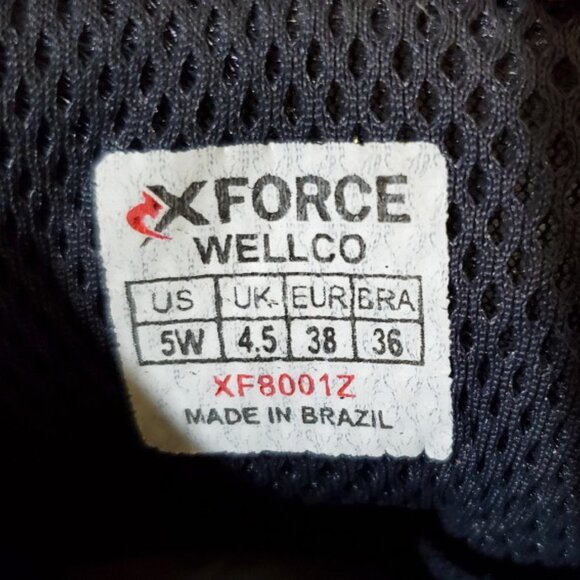 XFORCE
WELLCO
US UK EUR BRA
5W 4.5 38 36
XF8001Z
MADE IN BRAZIL